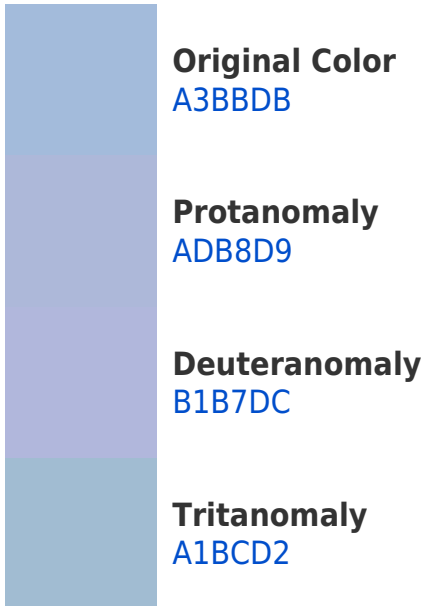 Original Color
A3BBDB
Protanomaly
ADB8D9
Deuteranomaly
B1B7DC
Tritanomaly
A1BCD2